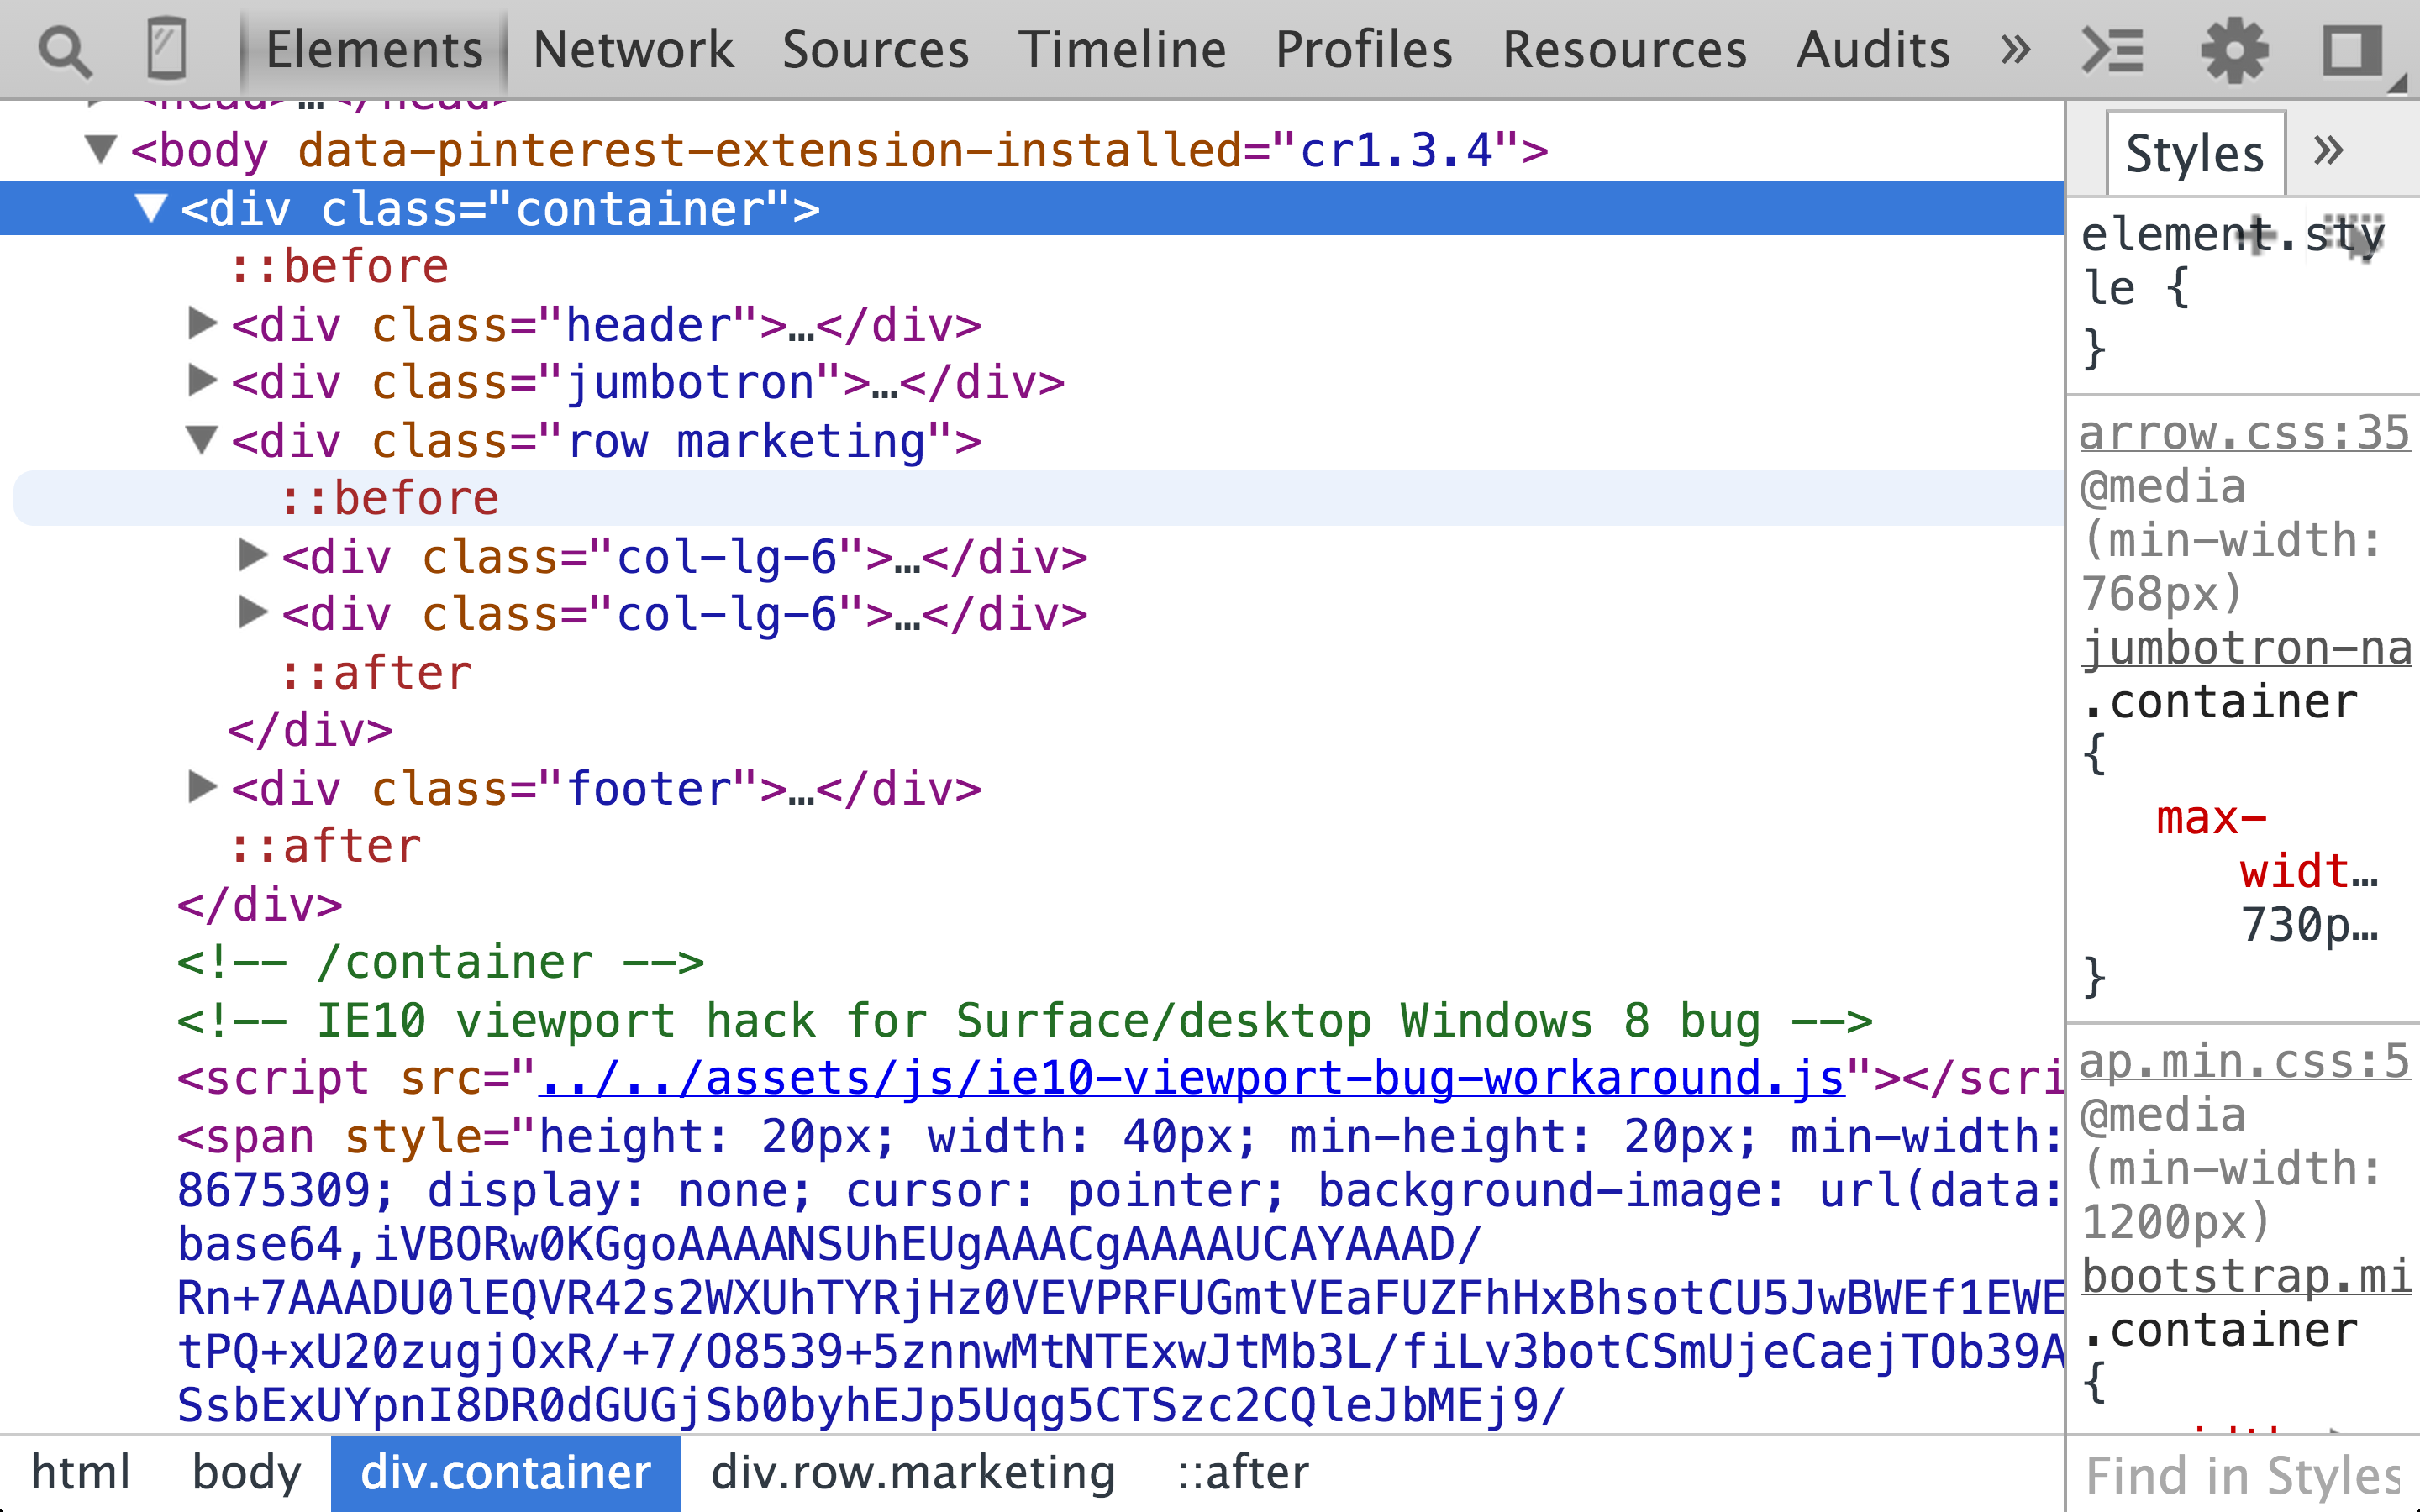 Elements Network Sources Timeline Profiles Resources Audits »
<head>…</head>
<body data-pinterest-extension-installed="cr1.3.4">
<div class="container">
::before
<div class="header">…</div>
<div class="jumbotron">…</div>
<div class="row marketing">
::before
<div class="col-lg-6">…</div>
<div class="col-lg-6">…</div>
::after
</div>
<div class="footer">…</div>
::after
</div>
<!-- /container -->
<!-- IE10 viewport hack for Surface/desktop Windows 8 bug -->
<script src="../../assets/js/ie10-viewport-bug-workaround.js"></scri
<span style="height: 20px; width: 40px; min-height: 20px; min-width:
8675309; display: none; cursor: pointer; background-image: url(data:
base64,iVBORw0KGgoAAAANSUhEUgAAACgAAAAUCAYAAAD/
Rn+7AAADU0lEQVR42s2WXUhTYRjHz0VEVPRFUGmtVEaFUZFhHxBhsotCU5JwBWEf1EWE
tPQ+xU20zugjOxR/+7/O8539+5znnwMtNTExwJtMb3L/fiLv3botCSmUjeCaejTOb39A
SsbExUYpnI8DR0dGUGjSb0byhEJp5Uqg5CTSzc2CQleJbMEj9/
html body div.container div.row.marketing ::after
Styles »
element.sty
le {
}
arrow.css:35
@media
(min-width:
768px)
jumbotron-na
.container
{
max-
widt…
730p…
}
ap.min.css:5
@media
(min-width:
1200px)
bootstrap.mi
.container
{
Find in Styles